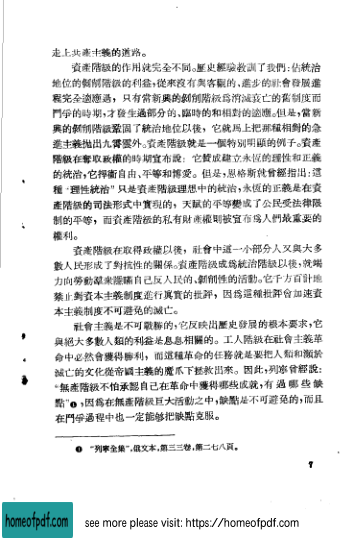 走上共產主義的道路。
資產階級的作用就完全不同。歷史經驗教訓了我們:佔統治
地位的剝削階級的利益,從來沒有與客觀的、進步的社會發展進
程完全適應過,只有當新興的剝削階級爲消滅衰亡的舊制度而
鬥爭的時期,才發生過部分的、臨時的和相對的適應。但是,當新
興的剝削階級鞏固了統治地位以後,它就馬上把那種相對的急
進主義拋出九霄雲外。資產階級就是一個特別明顯的例子。資產
階級在奪取政權的時期宣布說:它贊成建立永恆的理性和正義
的統治,它捍衛自由、平等和博愛。但是,恩格斯就曾經指出:這
種“理性統治”只是資產階級理想中的統治,永恆的正義是在資
產階級的司法形式中實現的,天賦的平等變成了公民受法律限
制的平等,而資產階級的私有財產權則被宣布爲人們最重要的
權利。
資產階級在取得政權以後,社會中這一小部分人又與大多
數人民形成了對抗性的關係。資產階級成爲統治階級以後,就竭
力向勞動羣衆隱瞞自己反人民的、剝削性的活動。它千方百計地
禁止對資本主義制度進行眞實的批評,因爲這種批評會加速資
本主義制度不可避免的滅亡。
社會主義是不可戰勝的,它反映出歷史發展的根本要求,它
與絕大多數人類的利益是息息相關的。工人階級在社會主義革
命中必然會獲得勝利,而這種革命的任務就是要把人類和瀕於
滅亡的文化從帝國主義的魔爪下拯救出來。因此,列寧曾經說:
“無產階級不怕承認自己在革命中獲得哪些成就,有過哪些缺
點”❶,因爲在無產階級巨大活動之中,缺點是不可避免的,而且
在鬥爭過程中也一定能够把缺點克服。
❶ “列寧全集”,俄文本,第三三卷,第二七八頁。
7
homeofpdf.com
see more please visit: https://homeofpdf.com